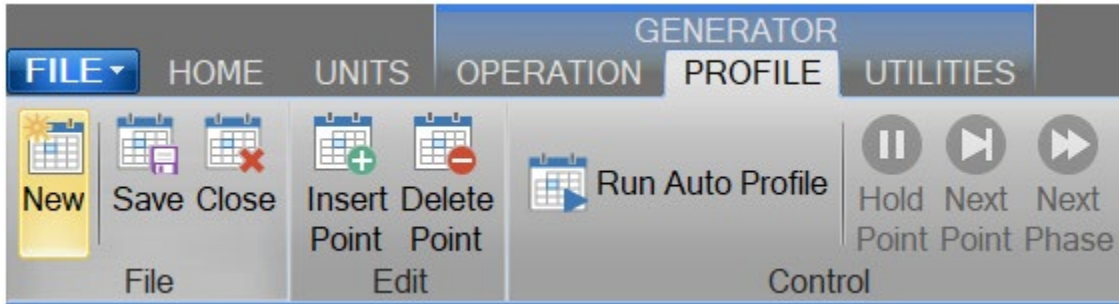 GENERATOR
FILE HOME UNITS OPERATION PROFILE UTILITIES
New Save Close Insert Point Delete Point Run Auto Profile Hold Point Next Point Next Phase
File Edit Control